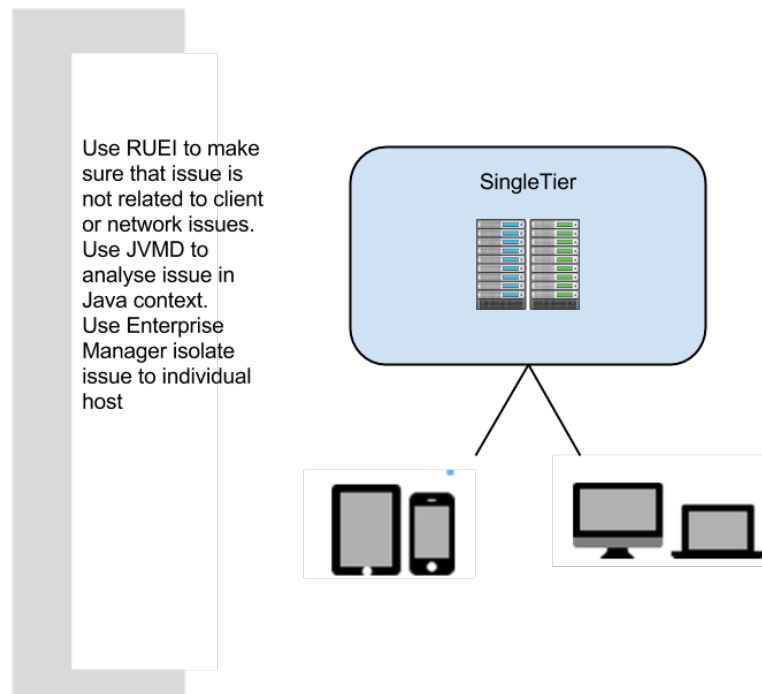 Use RUEI to make
sure that issue is
not related to client
or network issues.
Use JVMD to
analyse issue in
Java context.
Use Enterprise
Manager isolate
issue to individual
host
SingleTier